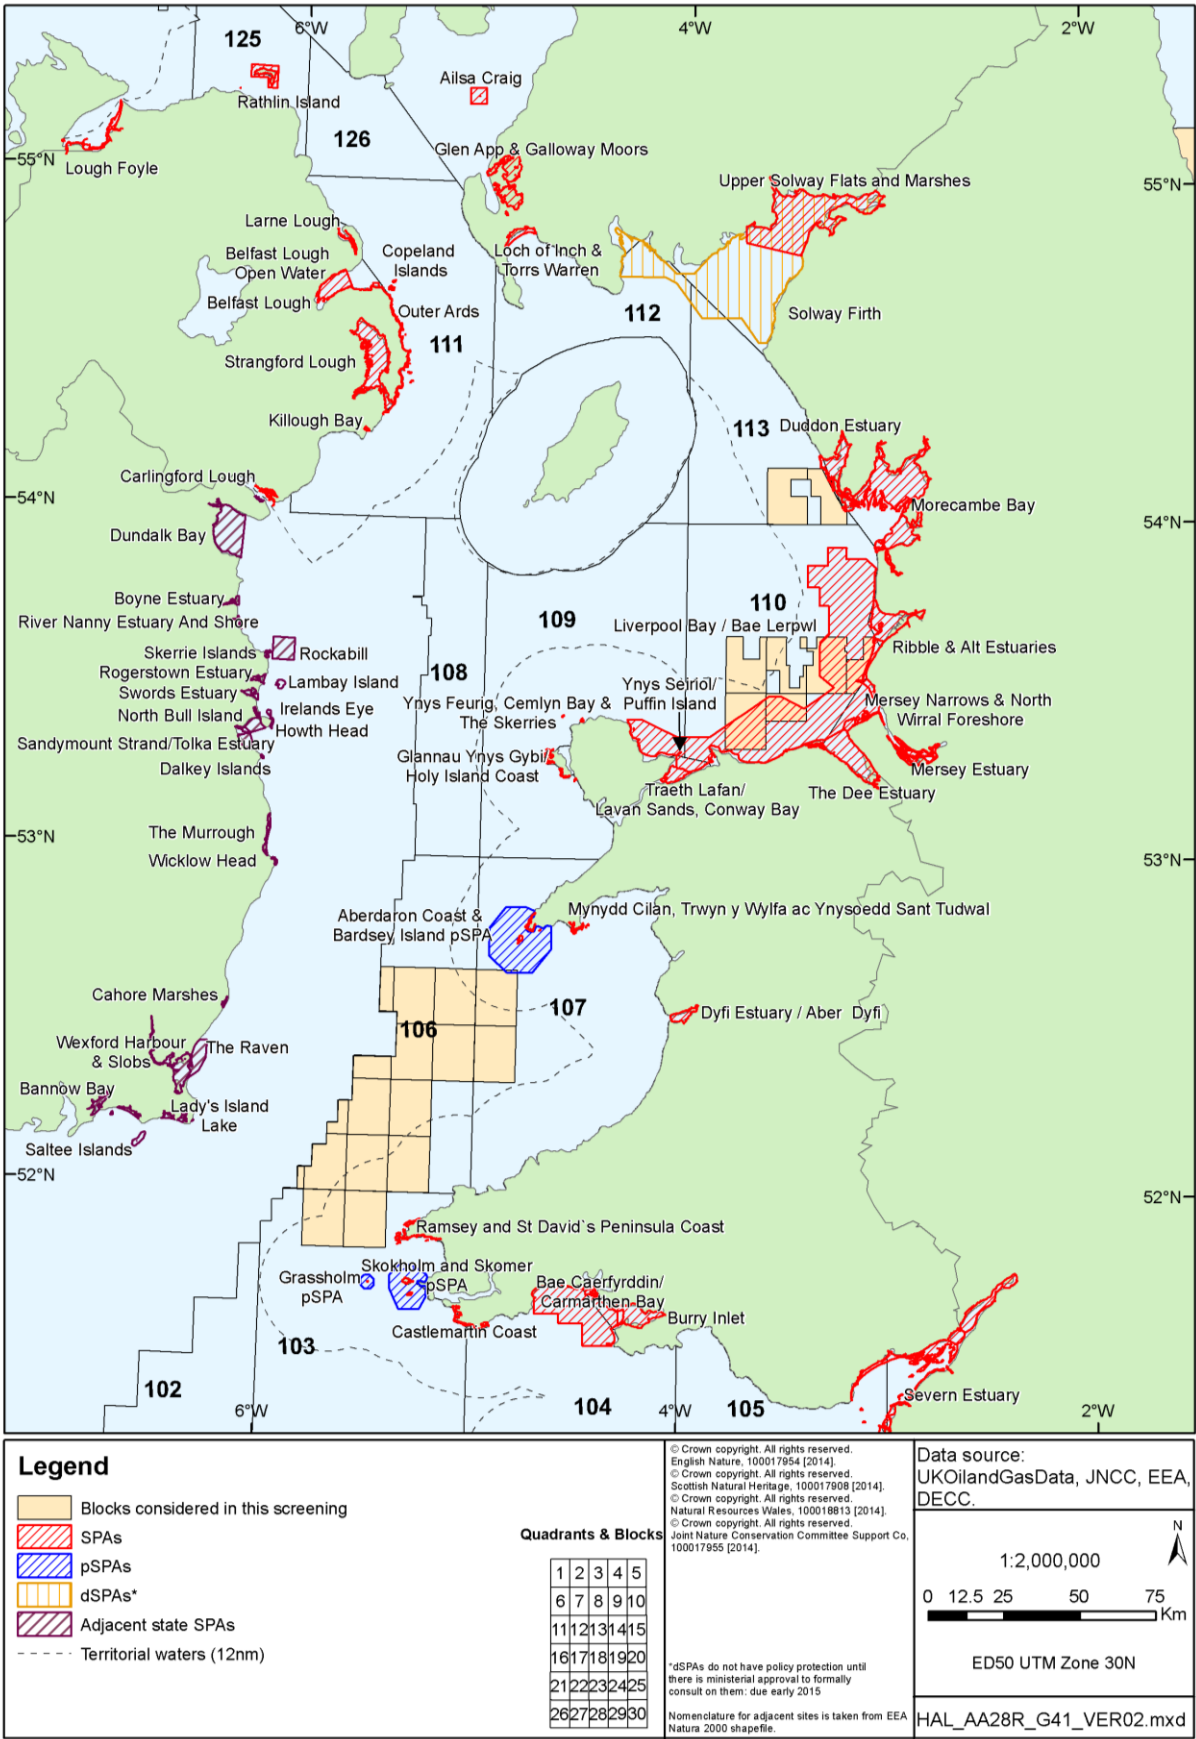 6°W
4°W
2°W
125
Rathlin Island
Ailsa Craig
126
Lough Foyle
55°N
Glen App & Galloway Moors
Upper Solway Flats and Marshes
55°N
Larne Lough
Belfast Lough
Open Water
Copeland
Islands
Loch of Inch &
Torrs Warren
Belfast Lough
Outer Ards
112
Solway Firth
111
Strangford Lough
Killough Bay
113
Duddon Estuary
Carlingford Lough
54°N
Morecambe Bay
54°N
Dundalk Bay
Boyne Estuary
River Nanny Estuary And Shore
109
110
Liverpool Bay / Bae Lerpwl
Ribble & Alt Estuaries
Skerrie Islands
Rockabill
Rogerstown Estuary
108
Lambay Island
Swords Estuary
Ynys Seiriol/
Puffin Island
Ynys Feurig, Cemlyn Bay &
The Skerries
Mersey Narrows & North
Wirral Foreshore
North Bull Island
Irelands Eye
Howth Head
Sandymount Strand/Tolka Estuary
Dalkey Islands
Glannau Ynys Gybi/
Holy Island Coast
Mersey Estuary
Traeth Lafan/
Lavan Sands, Conway Bay
The Dee Estuary
The Murrough
53°N
Wicklow Head
53°N
Aberdaron Coast &
Bardsey Island pSPA
Mynydd Cilan, Trwyn y Wylfa ac Ynysoedd Sant Tudwal
Cahore Marshes
107
Dyfi Estuary / Aber Dyfi
106
Wexford Harbour
& Slobs
The Raven
Bannow Bay
Lady's Island
Lake
Saltee Islands
52°N
52°N
Ramsey and St David`s Peninsula Coast
Grassholm
pSPA
Skokholm and Skomer
pSPA
Bae Caerfyrddin/
Carmarthen Bay
Burry Inlet
Castlemartin Coast
103
102
104
105
Severn Estuary
6°W
4°W
2°W
Legend
Blocks considered in this screening
SPAs
pSPAs
dSPAs*
Adjacent state SPAs
Territorial waters (12nm)
Quadrants & Blocks
1 2 3 4 5
6 7 8 9 10
11 12 13 14 15
16 17 18 19 20
21 22 23 24 25
26 27 28 29 30
© Crown copyright. All rights reserved.
English Nature, 100017954 [2014].
© Crown copyright. All rights reserved.
Scottish Natural Heritage, 100017908 [2014].
© Crown copyright. All rights reserved.
Natural Resources Wales, 100018813 [2014].
© Crown copyright. All rights reserved.
Joint Nature Conservation Committee Support Co,
100017955 [2014].
*dSPAs do not have policy protection until
there is ministerial approval to formally
consult on them: due early 2015
Nomenclature for adjacent sites is taken from EEA
Natura 2000 shapefile.
Data source:
UKOilandGasData, JNCC, EEA,
DECC.
N
1:2,000,000
0 12.5 25 50 75
Km
ED50 UTM Zone 30N
HAL_AA28R_G41_VER02.mxd